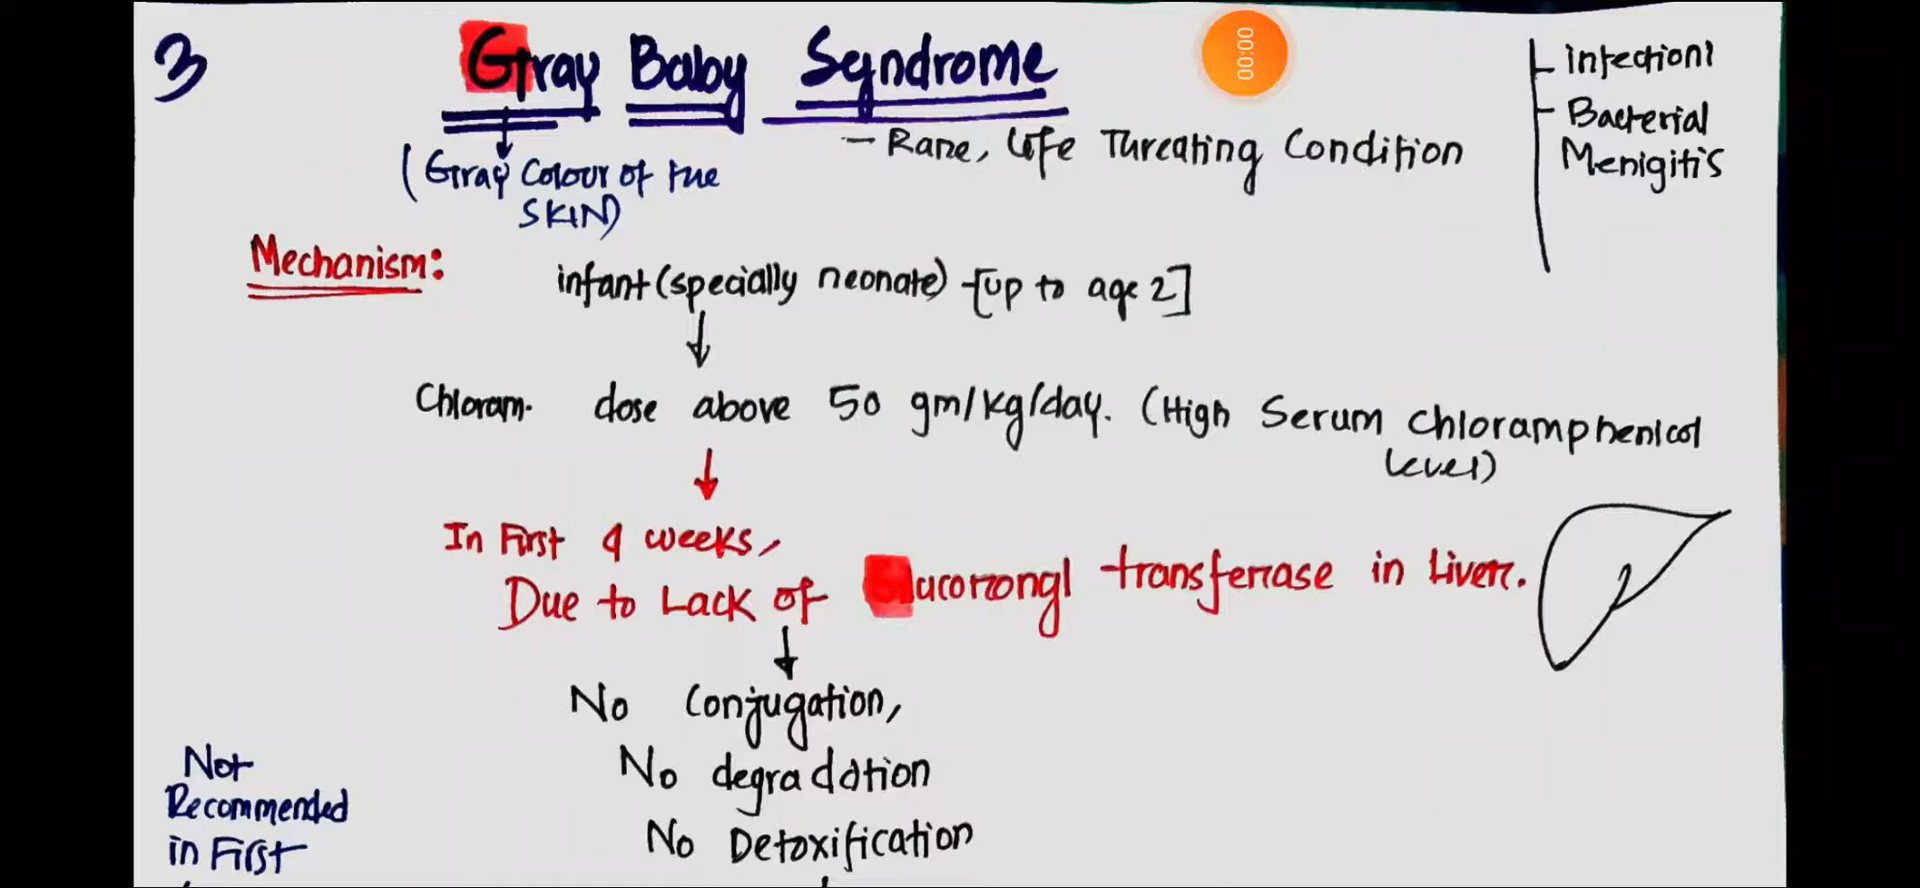 3
Gray Baby Syndrome
00:00
- Rare, Life Threating Condition
(Gray Colour of the
SKIN)
infection
Bacterial
Menigitis
Mechanism:
infant (specially neonate) - [up to age 2]
Chloram. dose above 50 gm/kg/day. (High Serum Chloramphenicol
level)
In First 4 weeks,
Due to Lack of transferase in Liver.
No Conjugation,
No degradation
No Detoxification
Not
Recommended
in First